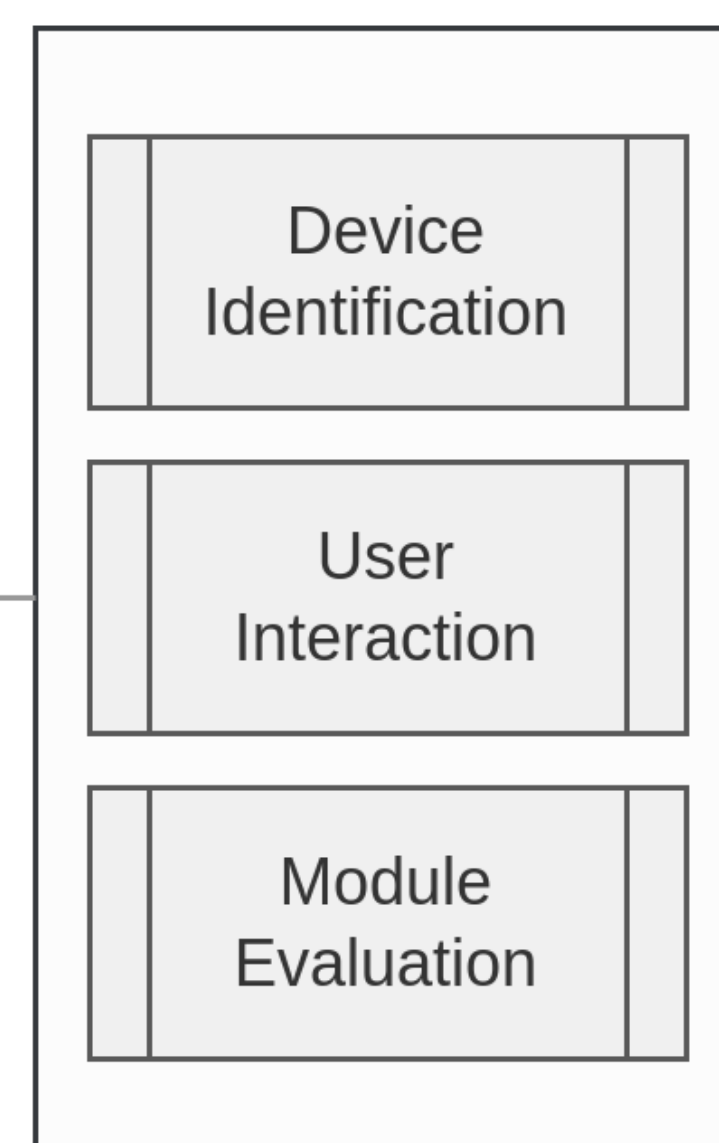 Device
Identification
User
Interaction
Module
Evaluation